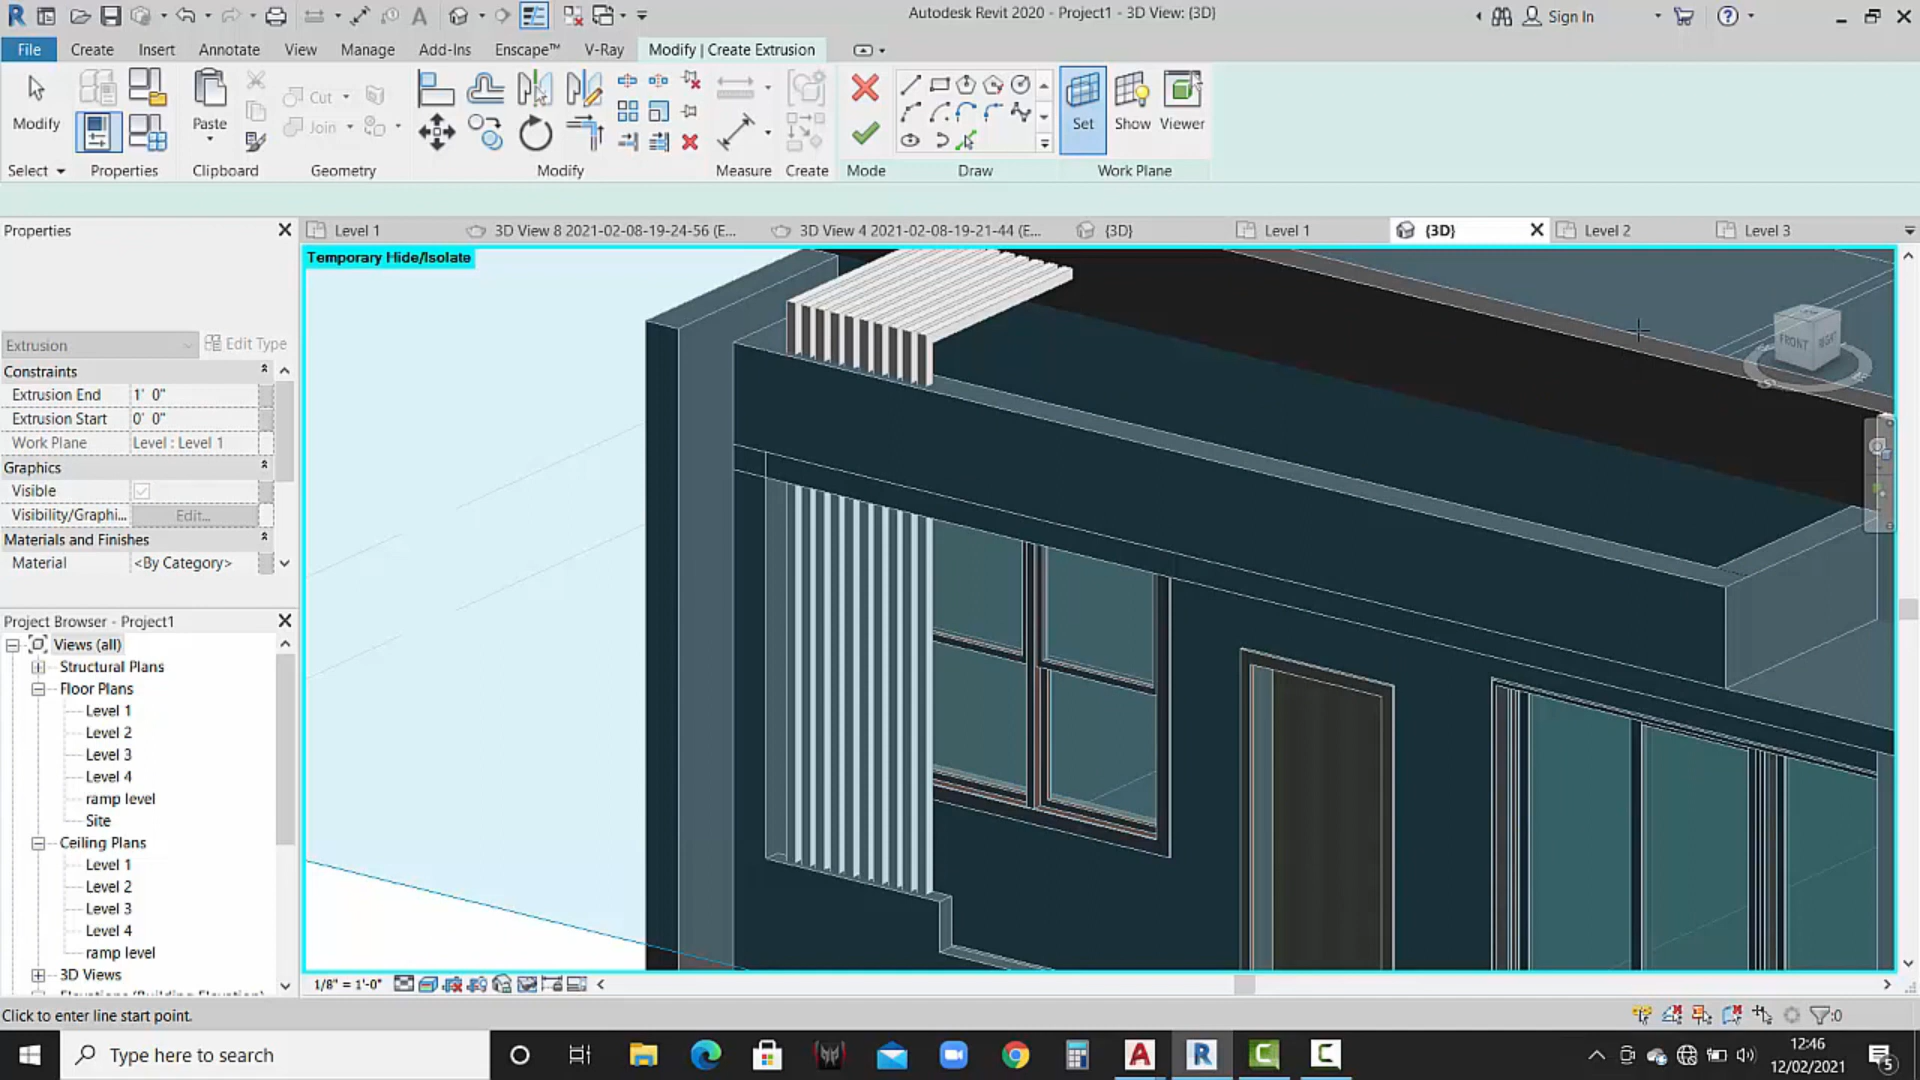 Autodesk Revit 2020 - Project1 - 3D View: {3D}
Sign In
File Create Insert Annotate View Manage Add-Ins Enscape™ V-Ray Modify | Create Extrusion
Modify Paste Cut Join Set Show Viewer
Select Properties Clipboard Geometry Modify Measure Create Mode Draw Work Plane
Properties
Level 1 3D View 8 2021-02-08-19-24-56 (E... 3D View 4 2021-02-08-19-21-44 (E... {3D} Level 1 {3D} Level 2 Level 3
Temporary Hide/Isolate
FRONT RIGHT
Extrusion Edit Type
Constraints
Extrusion End 1' 0"
Extrusion Start 0' 0"
Work Plane Level : Level 1
Graphics
Visible
Visibility/Graphi... Edit...
Materials and Finishes
Material <By Category>
Project Browser - Project1
Views (all)
Structural Plans
Floor Plans
Level 1
Level 2
Level 3
Level 4
ramp level
Site
Ceiling Plans
Level 1
Level 2
Level 3
Level 4
ramp level
3D Views
Elevations (Building Elevation)
1/8" = 1'-0"
Click to enter line start point.
:0
Type here to search
12:46
12/02/2021
5